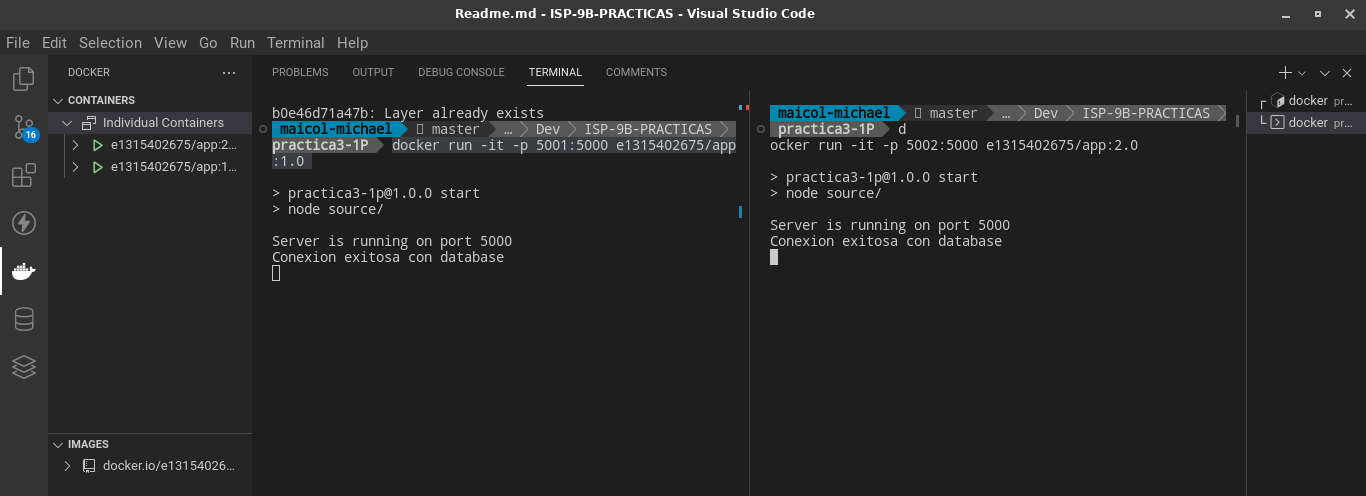 Readme.md - ISP-9B-PRACTICAS - Visual Studio Code
File Edit Selection View Go Run Terminal Help
DOCKER
CONTAINERS
Individual Containers
e1315402675/app:2...
e1315402675/app:1...
16
IMAGES
docker.io/e13154026...
PROBLEMS OUTPUT DEBUG CONSOLE TERMINAL COMMENTS
b0e46d71a47b: Layer already exists
maicol-michael master … Dev ISP-9B-PRACTICAS
practica3-1P docker run -it -p 5001:5000 e1315402675/app
:1.0
> practica3-1p@1.0.0 start
> node source/
Server is running on port 5000
Conexion exitosa con database
maicol-michael master … Dev ISP-9B-PRACTICAS
practica3-1P d
ocker run -it -p 5002:5000 e1315402675/app:2.0
> practica3-1p@1.0.0 start
> node source/
Server is running on port 5000
Conexion exitosa con database
docker pr...
docker pr...